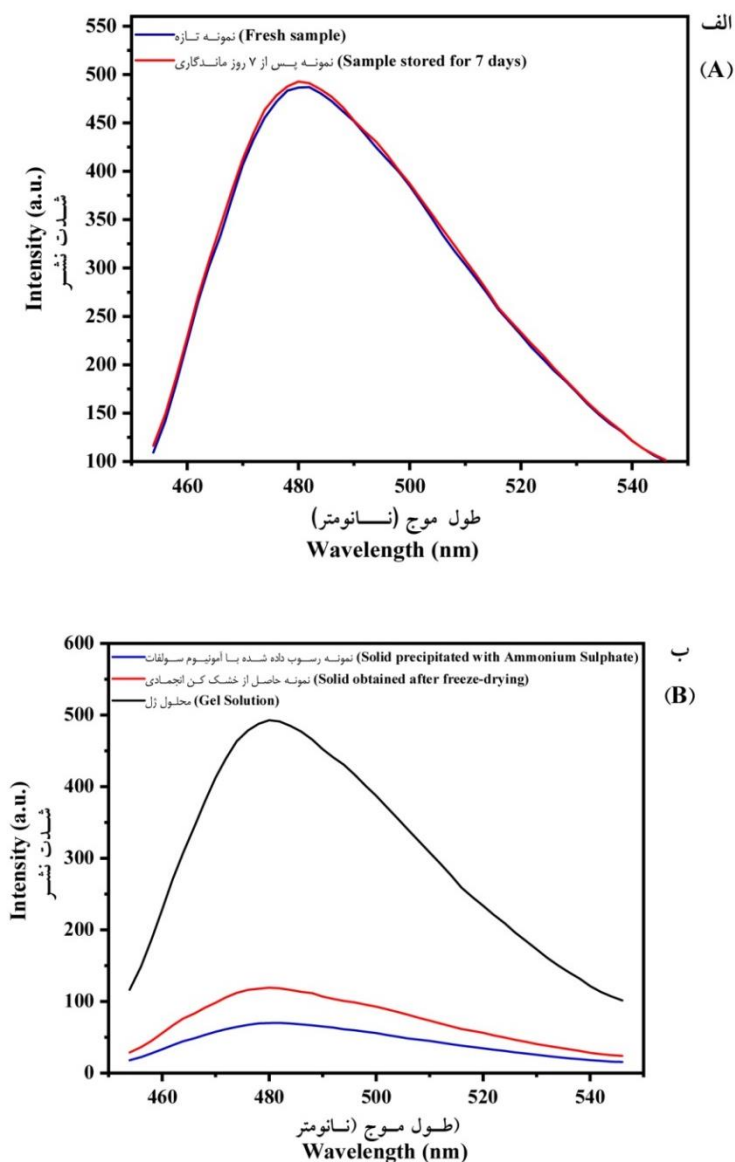 الف
(A)
نمونه تازه (Fresh sample)
نمونه پس از ۷ روز ماندگاری (Sample stored for 7 days)
550
500
450
400
350
300
250
200
150
100
Intensity (a.u.)
شدت نشر
460 480 500 520 540
طول موج (نانومتر)
Wavelength (nm)
ب
(B)
نمونه رسوب داده شده با آمونیوم سولفات (Solid precipitated with Ammonium Sulphate)
نمونه حاصل از خشک کن انجمادی (Solid obtained after freeze-drying)
محلول ژل (Gel Solution)
600
500
400
300
200
100
0
Intensity (a.u.)
شدت نشر
460 480 500 520 540
طول موج (نانومتر)
Wavelength (nm)